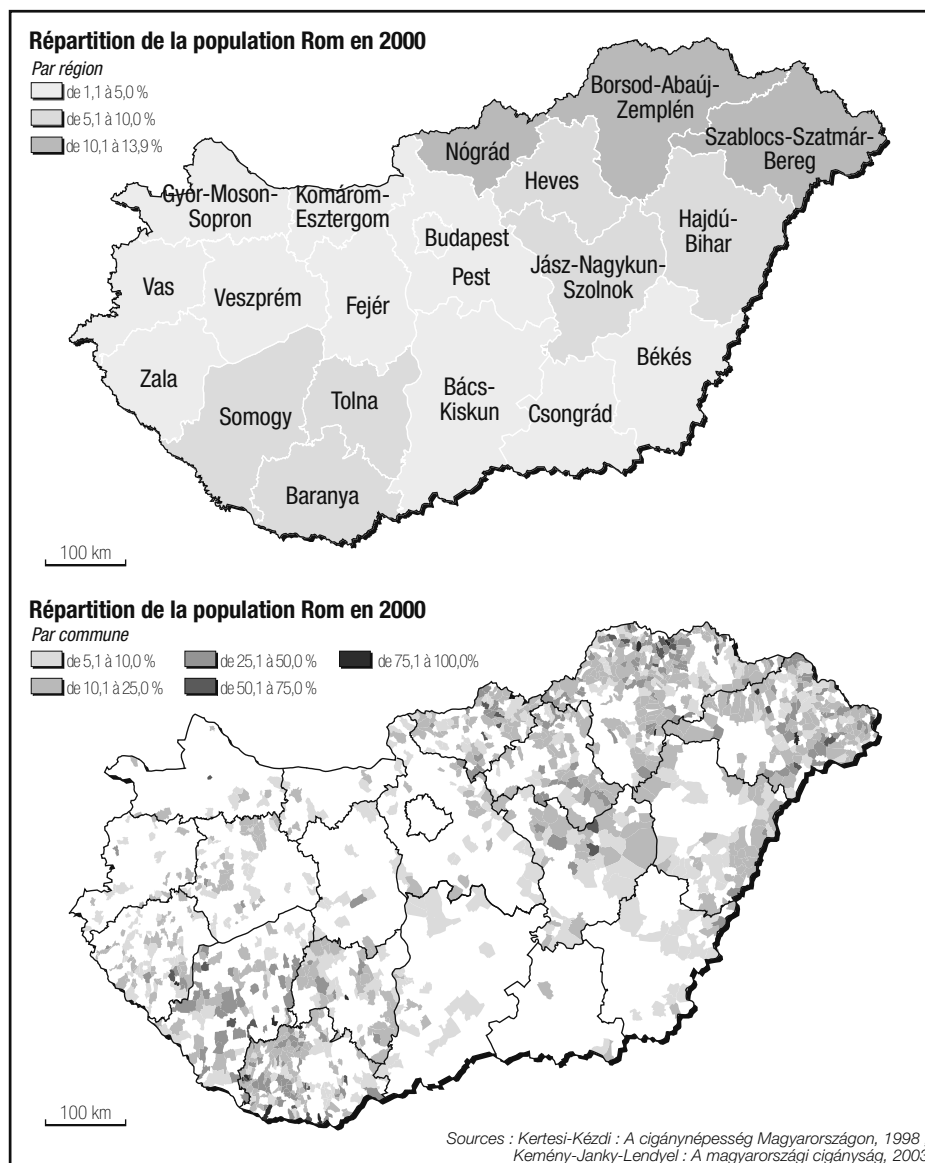 Répartition de la population Rom en 2000
Par région
de 1,1 à 5,0 %
de 5,1 à 10,0 %
de 10,1 à 13,9 %
Borsod-Abaúj-
Zemplén
Szablocs-Szatmár-
Bereg
Nógrád
Heves
Győr-Moson-
Sopron
Komárom-
Esztergom
Hajdú-
Bihar
Budapest
Pest
Jász-Nagykun-
Szolnok
Vas
Veszprém
Fejér
Békés
Zala
Somogy
Tolna
Bács-
Kiskun
Csongrád
Baranya
100 km
Répartition de la population Rom en 2000
Par commune
de 5,1 à 10,0 %
de 25,1 à 50,0 %
de 75,1 à 100,0%
de 10,1 à 25,0 %
de 50,1 à 75,0 %
100 km
Sources : Kertesi-Kézdi : A cigánynépesség Magyarországon, 1998 ;
Kemény-Janky-Lendyel : A magyarországi cigányság, 2003